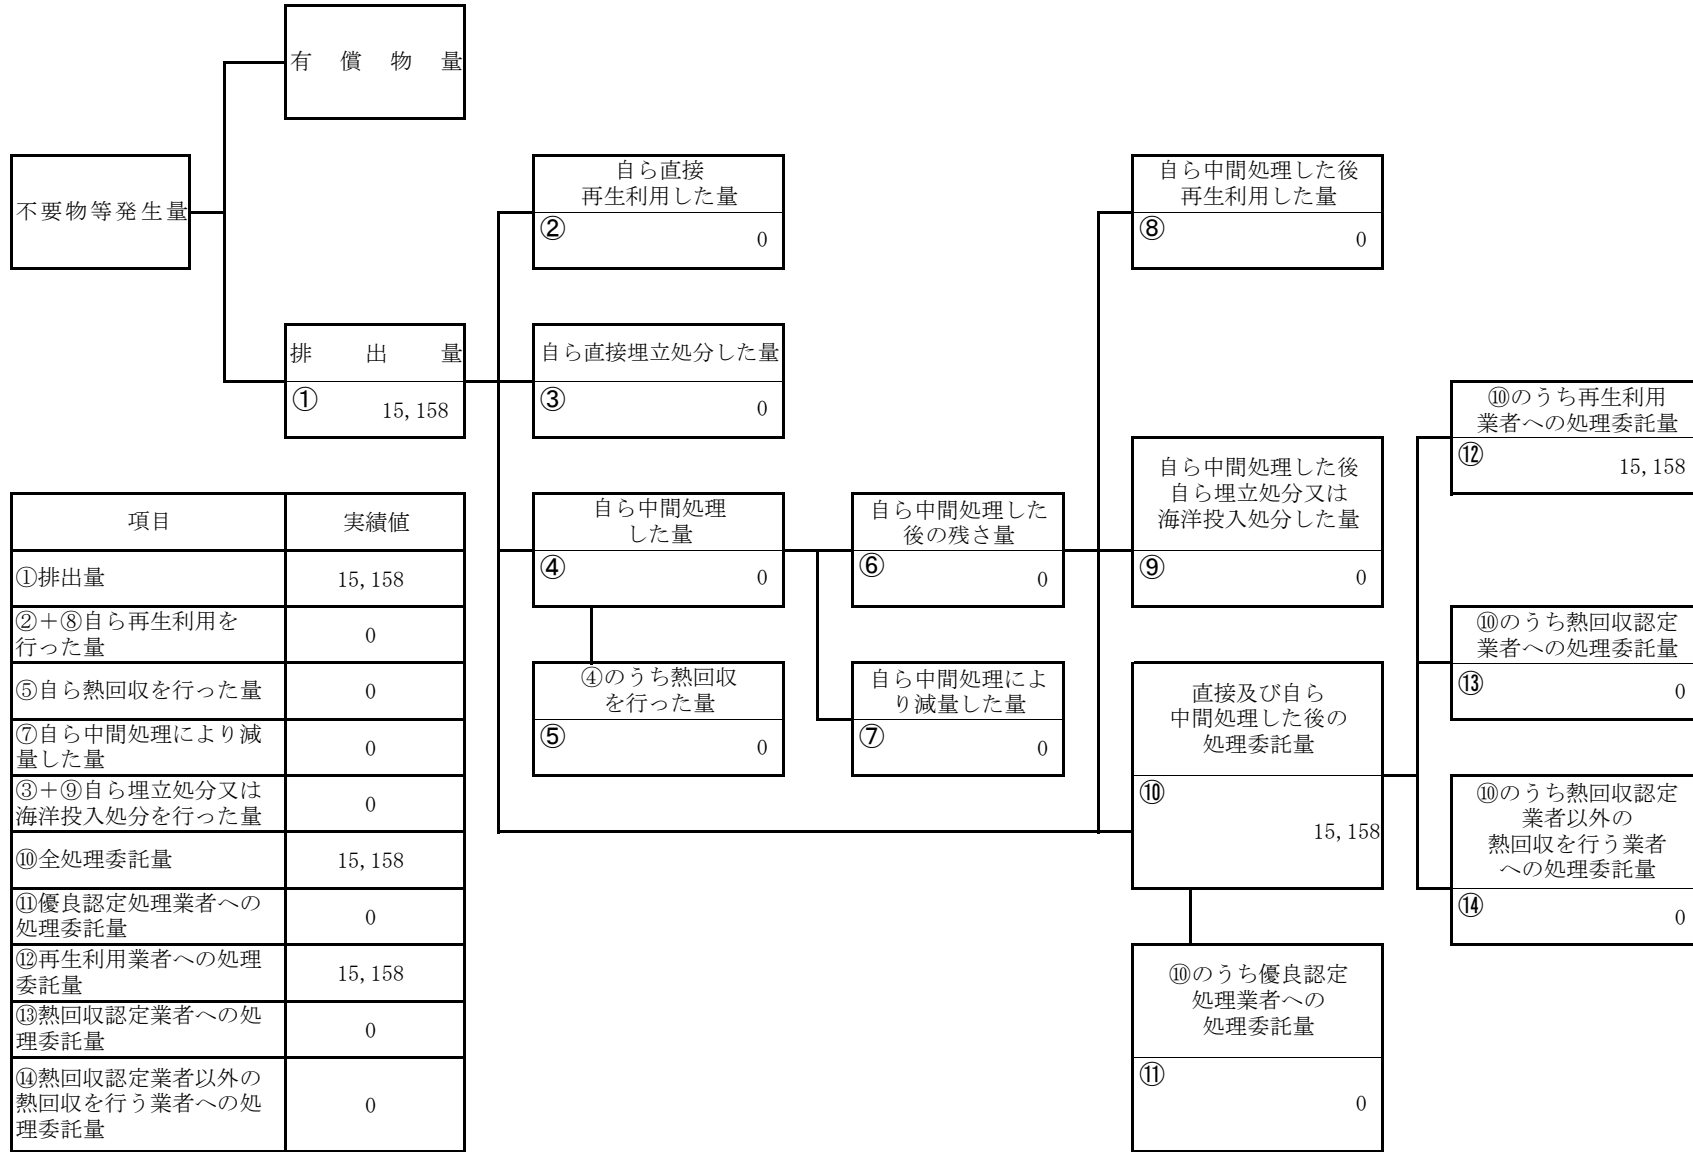 有償物量
不要物等発生量
自ら直接
再生利用した量
②
0
自ら中間処理した後
再生利用した量
⑧
0
排出量
①
15,158
自ら直接埋立処分した量
③
0
⑩のうち再生利用
業者への処理委託量
⑫
15,158
自ら中間処理
した量
④
0
自ら中間処理した
後の残さ量
⑥
0
自ら中間処理した後
自ら埋立処分又は
海洋投入処分した量
⑨
0
⑩のうち熱回収認定
業者への処理委託量
⑬
0
④のうち熱回収
を行った量
⑤
0
自ら中間処理によ
り減量した量
⑦
0
直接及び自ら
中間処理した後の
処理委託量
⑩
15,158
⑩のうち熱回収認定
業者以外の
熱回収を行う業者
への処理委託量
⑭
0
⑩のうち優良認定
処理業者への
処理委託量
⑪
0
項目
実績値
①排出量
15,158
②+⑧自ら再生利用を
行った量
0
⑤自ら熱回収を行った量
0
⑦自ら中間処理により減
量した量
0
③+⑨自ら埋立処分又は
海洋投入処分を行った量
0
⑩全処理委託量
15,158
⑪優良認定処理業者への
処理委託量
0
⑫再生利用業者への処理
委託量
15,158
⑬熱回収認定業者への処
理委託量
0
⑭熱回収認定業者以外の
熱回収を行う業者への処
理委託量
0